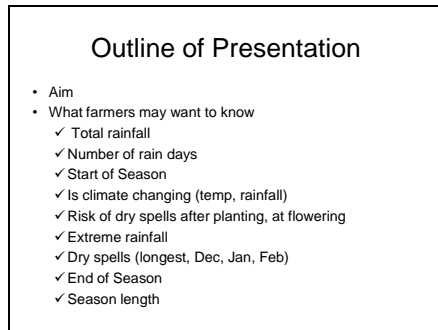 Outline of Presentation
• Aim
• What farmers may want to know
✓ Total rainfall
✓ Number of rain days
✓ Start of Season
✓ Is climate changing (temp, rainfall)
✓ Risk of dry spells after planting, at flowering
✓ Extreme rainfall
✓ Dry spells (longest, Dec, Jan, Feb)
✓ End of Season
✓ Season length